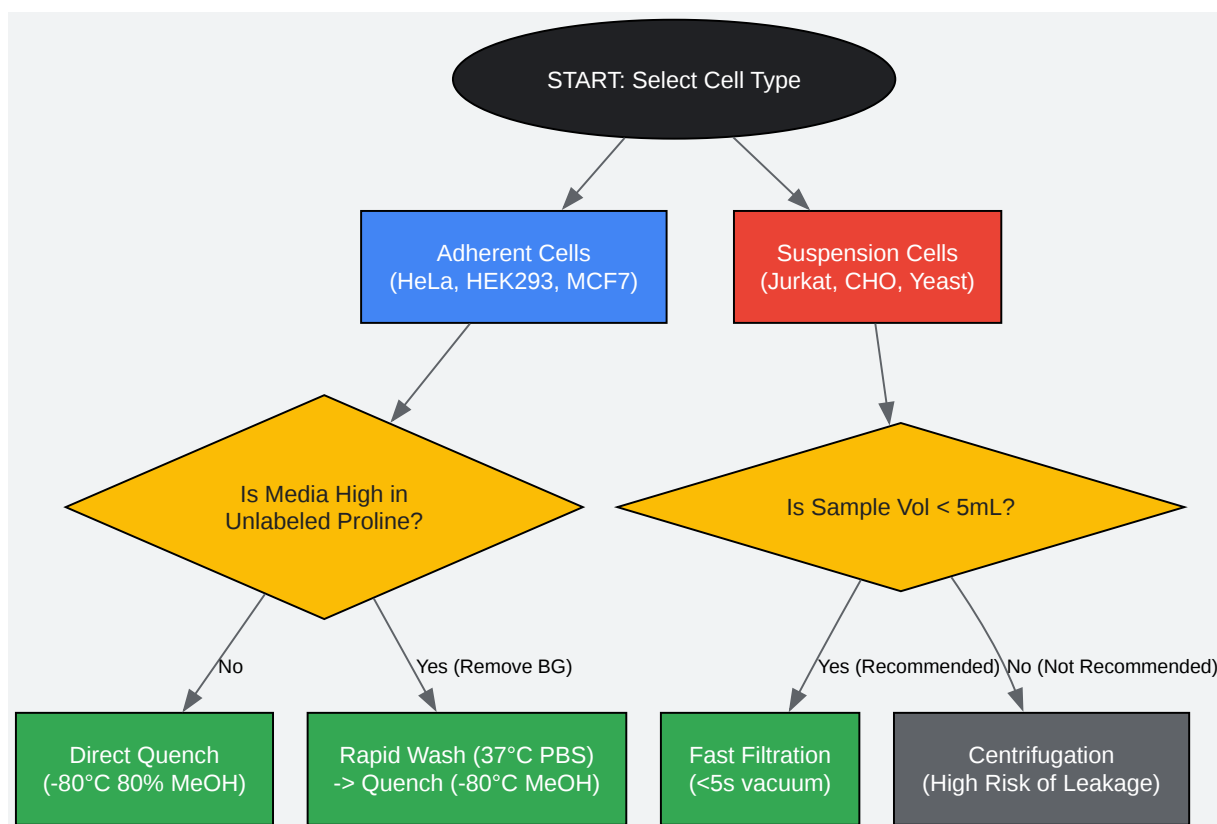 START: Select Cell Type
Adherent Cells
(HeLa, HEK293, MCF7)
Suspension Cells
(Jurkat, CHO, Yeast)
Is Media High in
Unlabeled Proline?
Is Sample Vol < 5mL?
No
Yes (Remove BG)
Yes (Recommended)
No (Not Recommended)
Direct Quench
(-80°C 80% MeOH)
Rapid Wash (37°C PBS)
-> Quench (-80°C MeOH)
Fast Filtration
(<5s vacuum)
Centrifugation
(High Risk of Leakage)